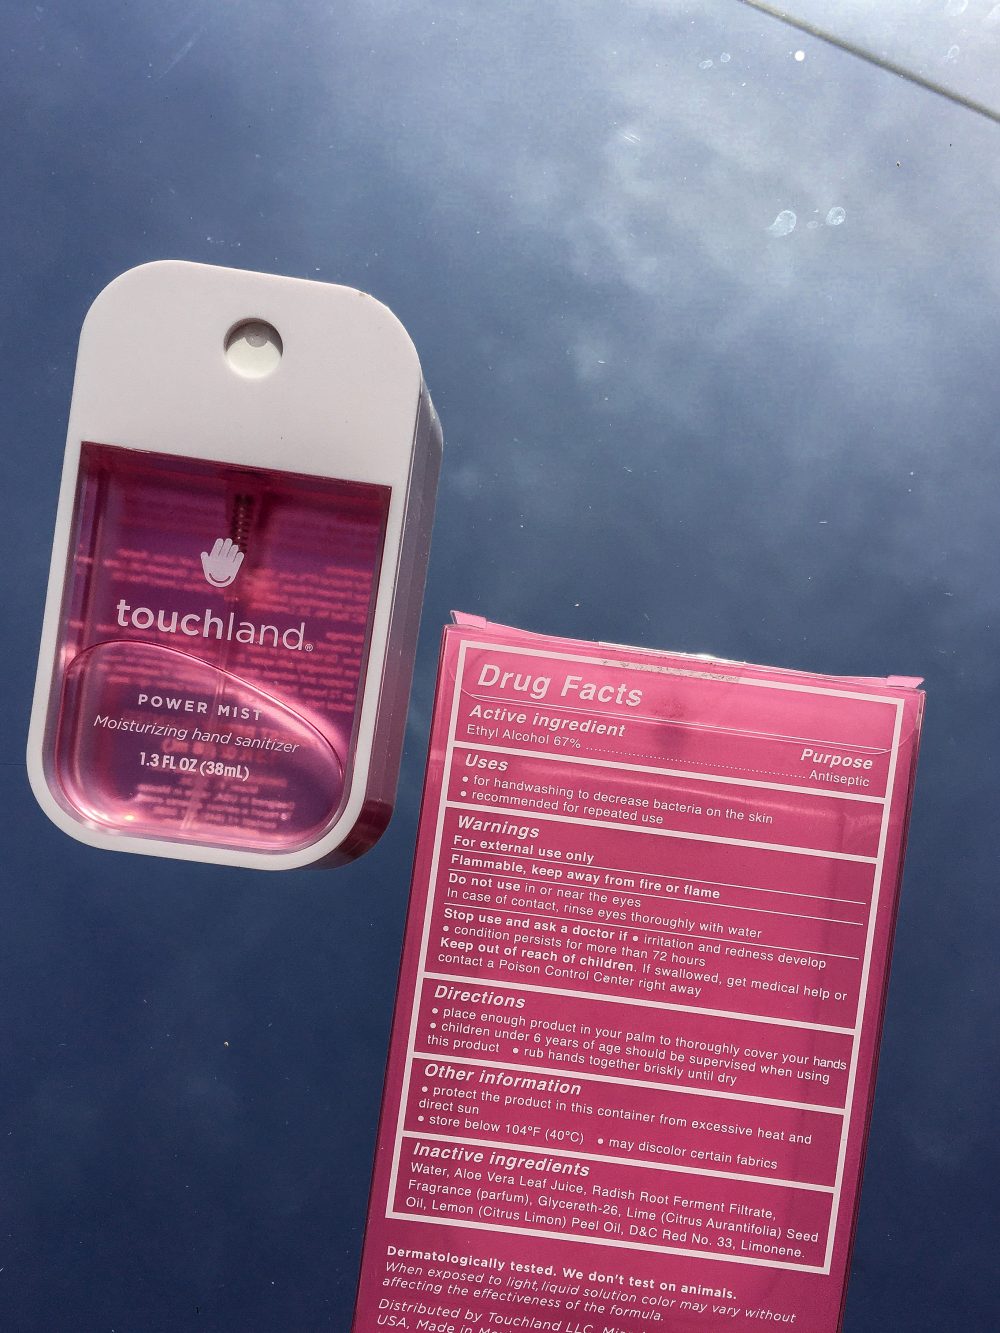 touchland®
POWER MIST
Moisturizing hand sanitizer
1.3 FL OZ (38mL)
Drug Facts
Active ingredient
Purpose
Ethyl Alcohol 67% ........................................ Antiseptic
Uses
• for handwashing to decrease bacteria on the skin
• recommended for repeated use
Warnings
For external use only
Flammable, keep away from fire or flame
Do not use in or near the eyes
In case of contact, rinse eyes thoroughly with water
Stop use and ask a doctor if • irritation and redness develop
• condition persists for more than 72 hours
Keep out of reach of children. If swallowed, get medical help or
contact a Poison Control Center right away
Directions
• place enough product in your palm to thoroughly cover your hands
• children under 6 years of age should be supervised when using
this product • rub hands together briskly until dry
Other information
• protect the product in this container from excessive heat and
direct sun
• store below 104ºF (40ºC) • may discolor certain fabrics
Inactive ingredients
Water, Aloe Vera Leaf Juice, Radish Root Ferment Filtrate,
Fragrance (parfum), Glycereth-26, Lime (Citrus Aurantifolia) Seed
Oil, Lemon (Citrus Limon) Peel Oil, D&C Red No. 33, Limonene.
Dermatologically tested. We don't test on animals.
When exposed to light, liquid solution color may vary without
affecting the effectiveness of the formula.
Distributed by Touchland LLC
USA, Made in